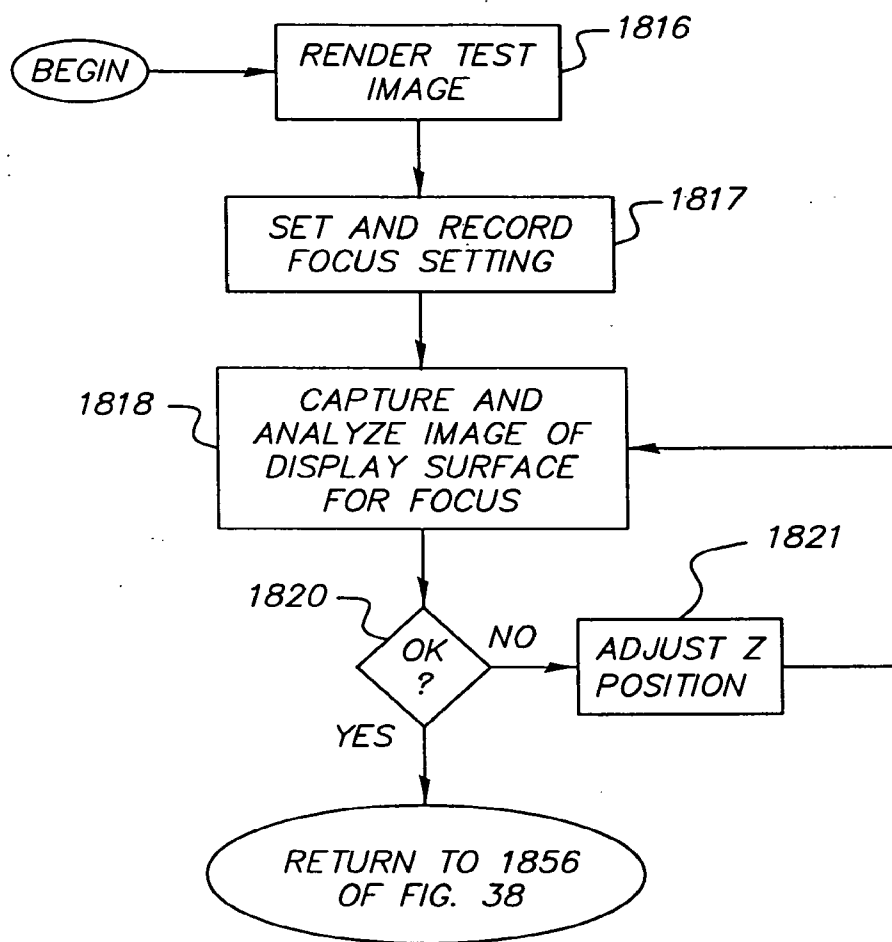 1816
BEGIN
RENDER TEST
IMAGE
1817
SET AND RECORD
FOCUS SETTING
1818
CAPTURE AND
ANALYZE IMAGE OF
DISPLAY SURFACE
FOR FOCUS
1821
1820
OK
?
NO
ADJUST Z
POSITION
YES
RETURN TO 1856
OF FIG. 38